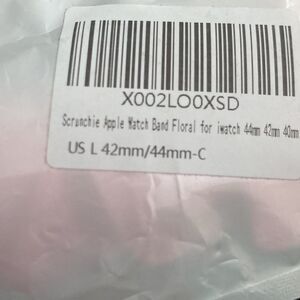 X002LO0XSD
Scrunchie Apple Watch Band Floral for iwatch 44mm 42mm 40mm
US L 42mm/44mm-C